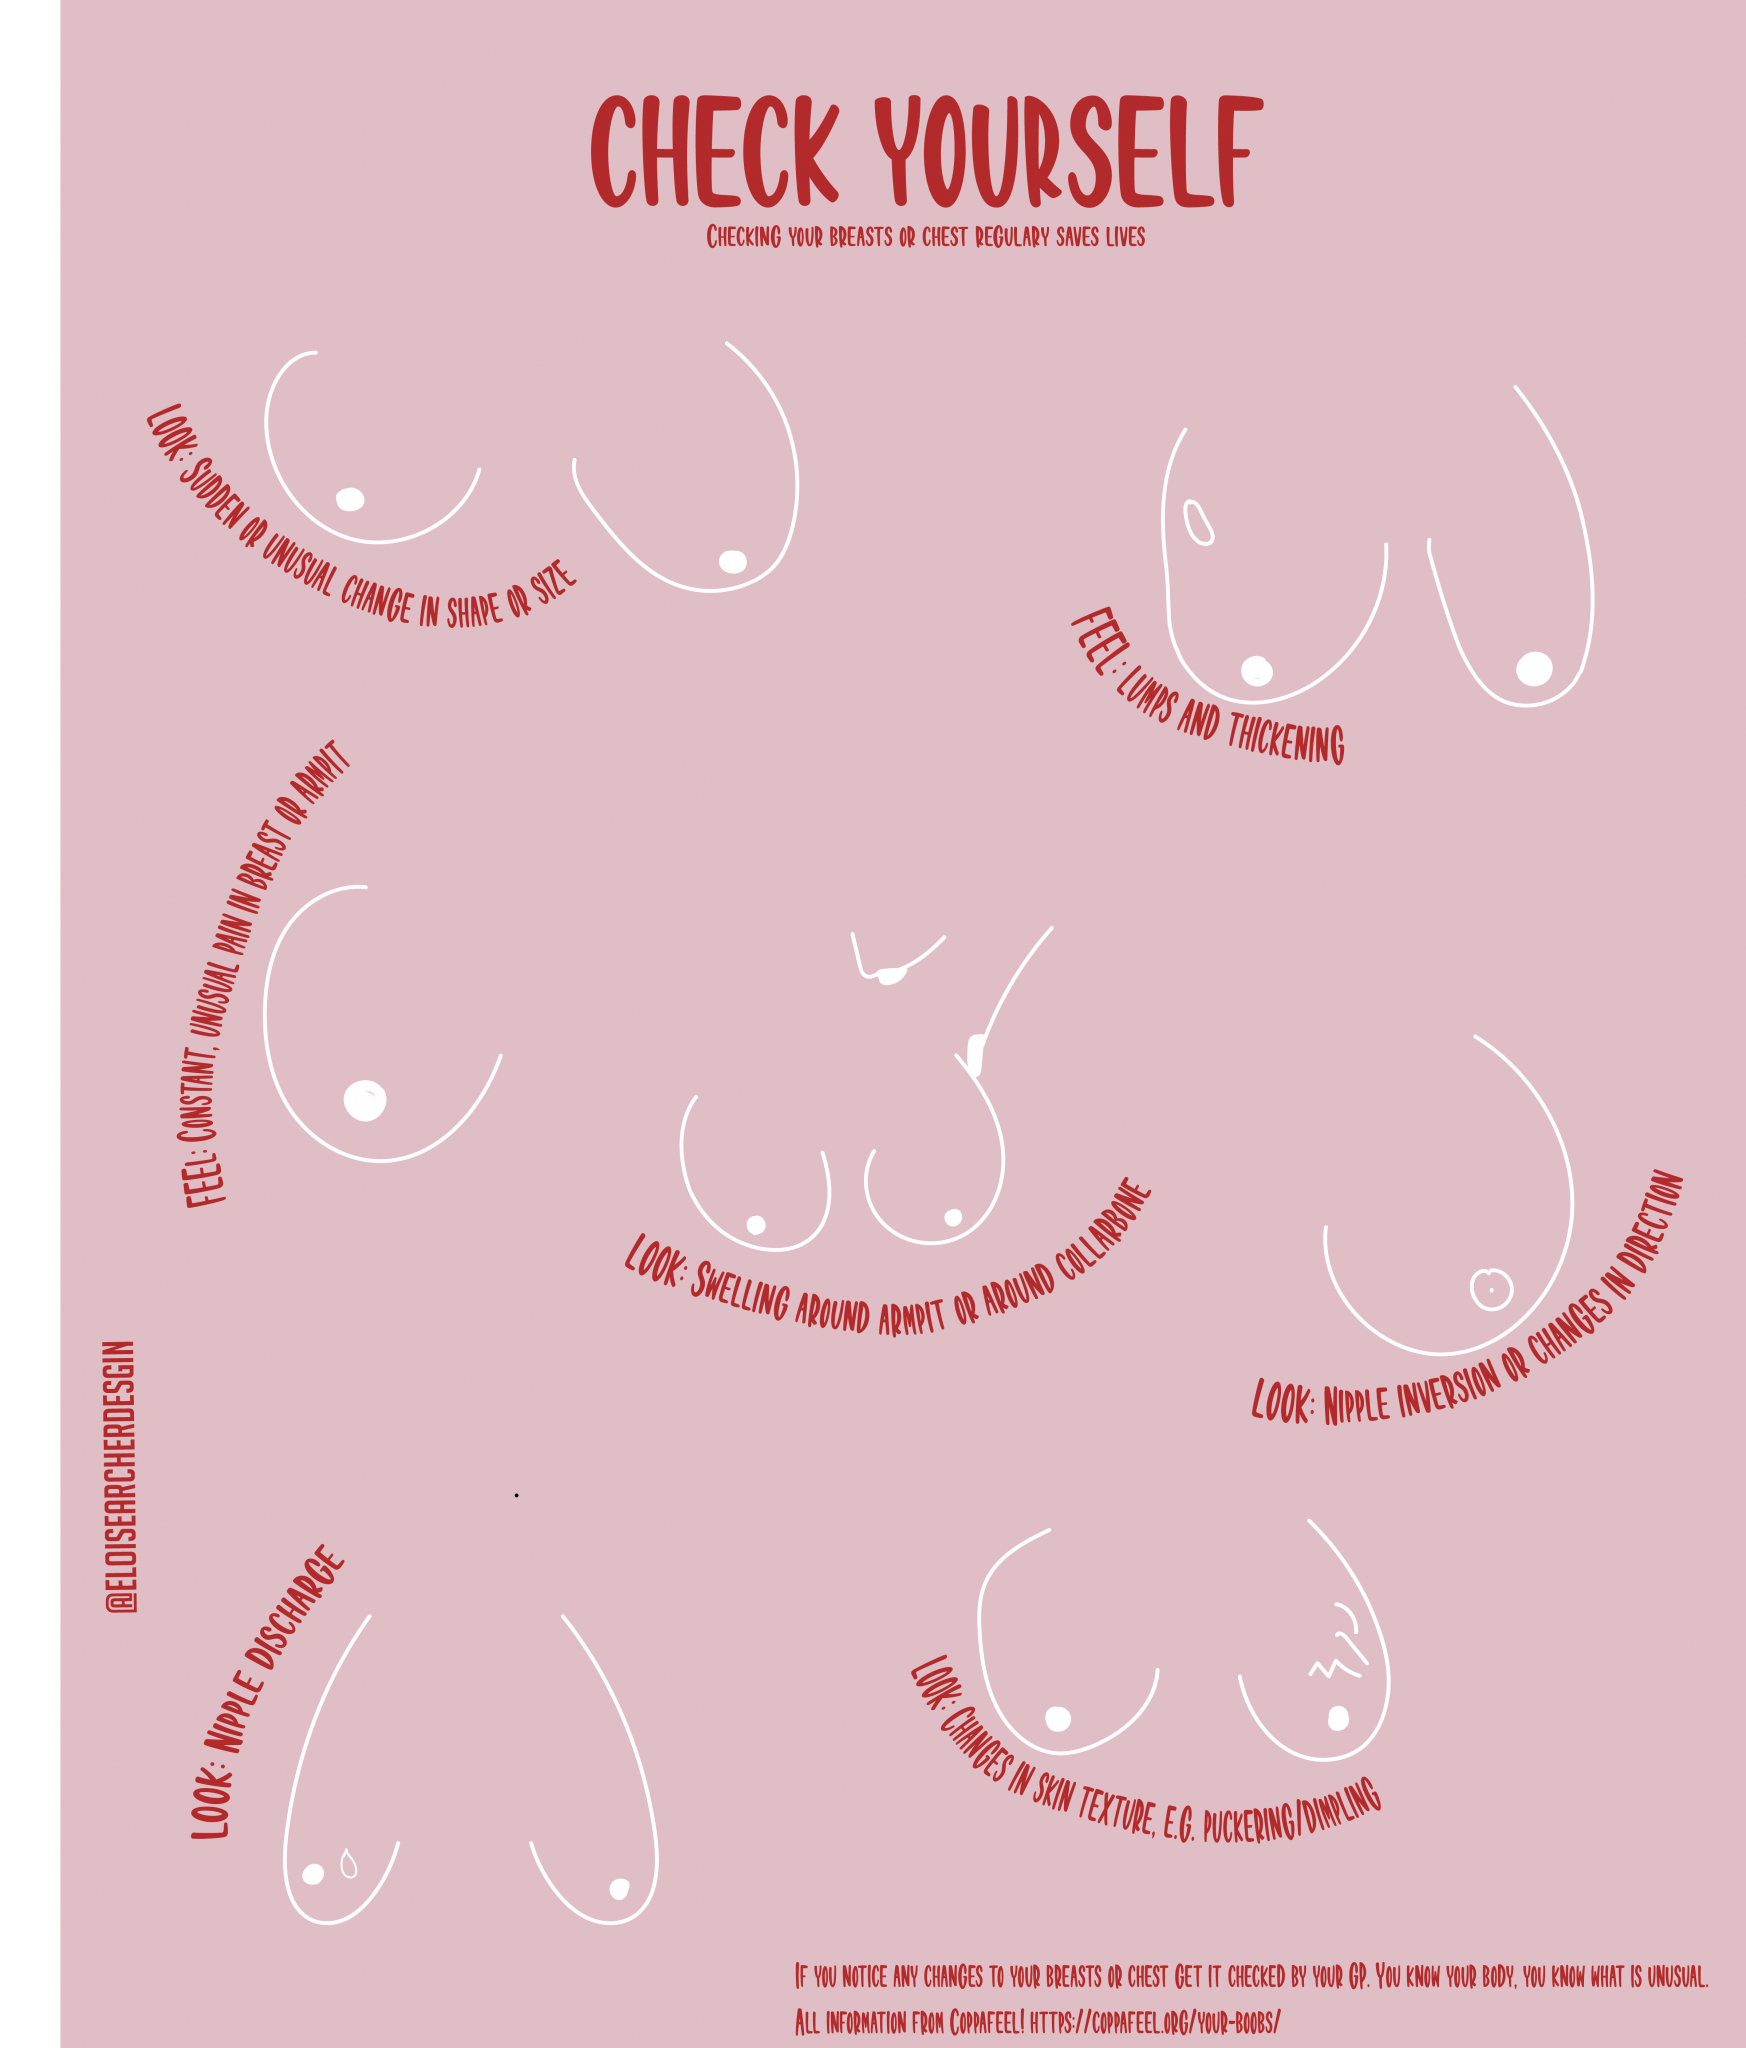 CHECK YOURSELF
CHECKING YOUR BREASTS OR CHEST REGULARY SAVES LIVES
LOOK: SUDDEN OR UNUSUAL CHANGE IN SHAPE OR SIZE
FEEL: LUMPS AND THICKENING
FEEL: CONSTANT, UNUSUAL PAIN IN BREAST OR ARMPIT
LOOK: SWELLING AROUND ARMPIT OR AROUND COLLARBONE
LOOK: NIPPLE INVERSION OR CHANGES IN DIRECTION
@ELOISEARCHERDESGIN
LOOK: NIPPLE DISCHARGE
LOOK: CHANGES IN SKIN TEXTURE, E.G. PUCKERING/DIMPLING
IF YOU NOTICE ANY CHANGES TO YOUR BREASTS OR CHEST GET IT CHECKED BY YOUR GP. YOU KNOW YOUR BODY, YOU KNOW WHAT IS UNUSUAL.
ALL INFORMATION FROM COPPAFEEL! HTTPS://COPPAFEEL.ORG/YOUR-BOOBS/